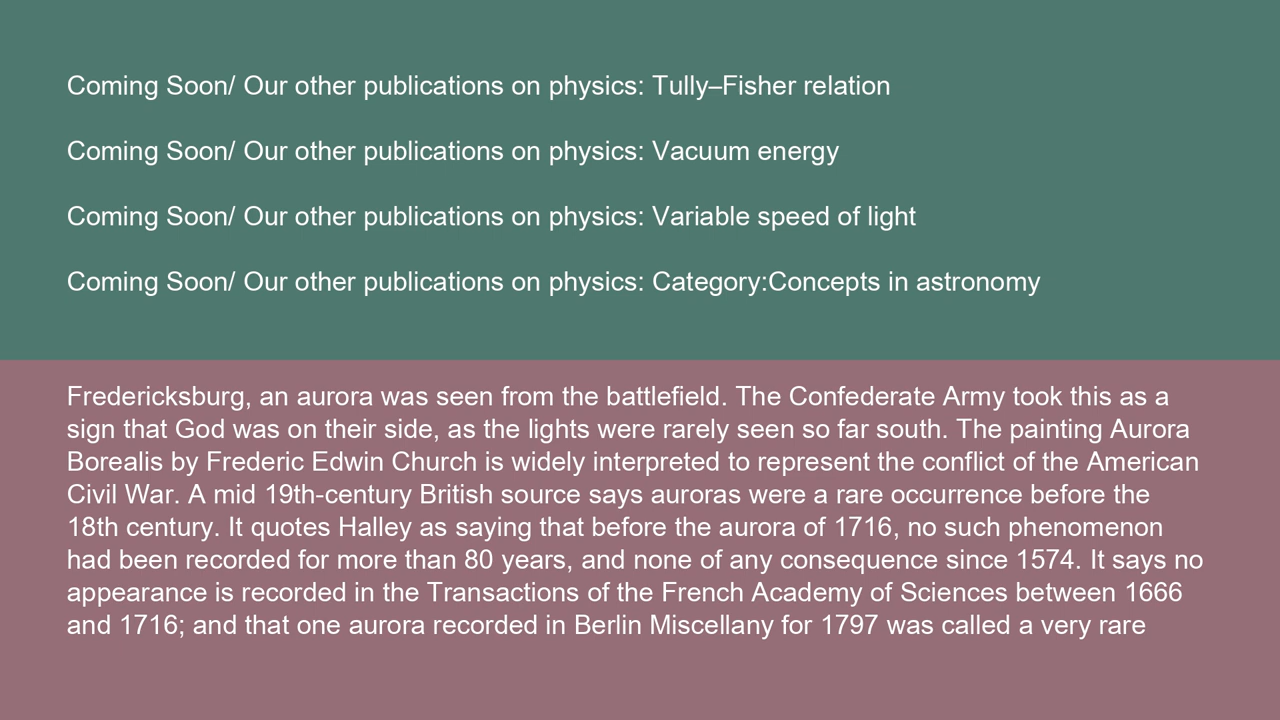 Coming Soon/ Our other publications on physics: Tully–Fisher relation
Coming Soon/ Our other publications on physics: Vacuum energy
Coming Soon/ Our other publications on physics: Variable speed of light
Coming Soon/ Our other publications on physics: Category:Concepts in astronomy
Fredericksburg, an aurora was seen from the battlefield. The Confederate Army took this as a
sign that God was on their side, as the lights were rarely seen so far south. The painting Aurora
Borealis by Frederic Edwin Church is widely interpreted to represent the conflict of the American
Civil War. A mid 19th-century British source says auroras were a rare occurrence before the
18th century. It quotes Halley as saying that before the aurora of 1716, no such phenomenon
had been recorded for more than 80 years, and none of any consequence since 1574. It says no
appearance is recorded in the Transactions of the French Academy of Sciences between 1666
and 1716; and that one aurora recorded in Berlin Miscellany for 1797 was called a very rare